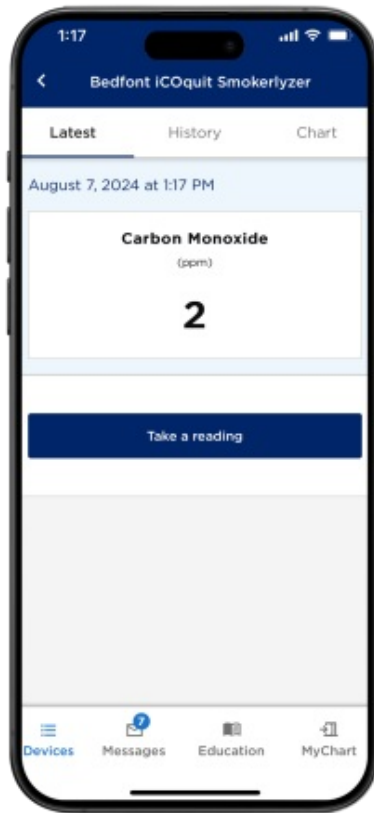 1:17
Bedfont iCOquit Smokerlyzer
Latest History Chart
August 7, 2024 at 1:17 PM
Carbon Monoxide
(ppm)
2
Take a reading
7
Devices Messages Education MyChart